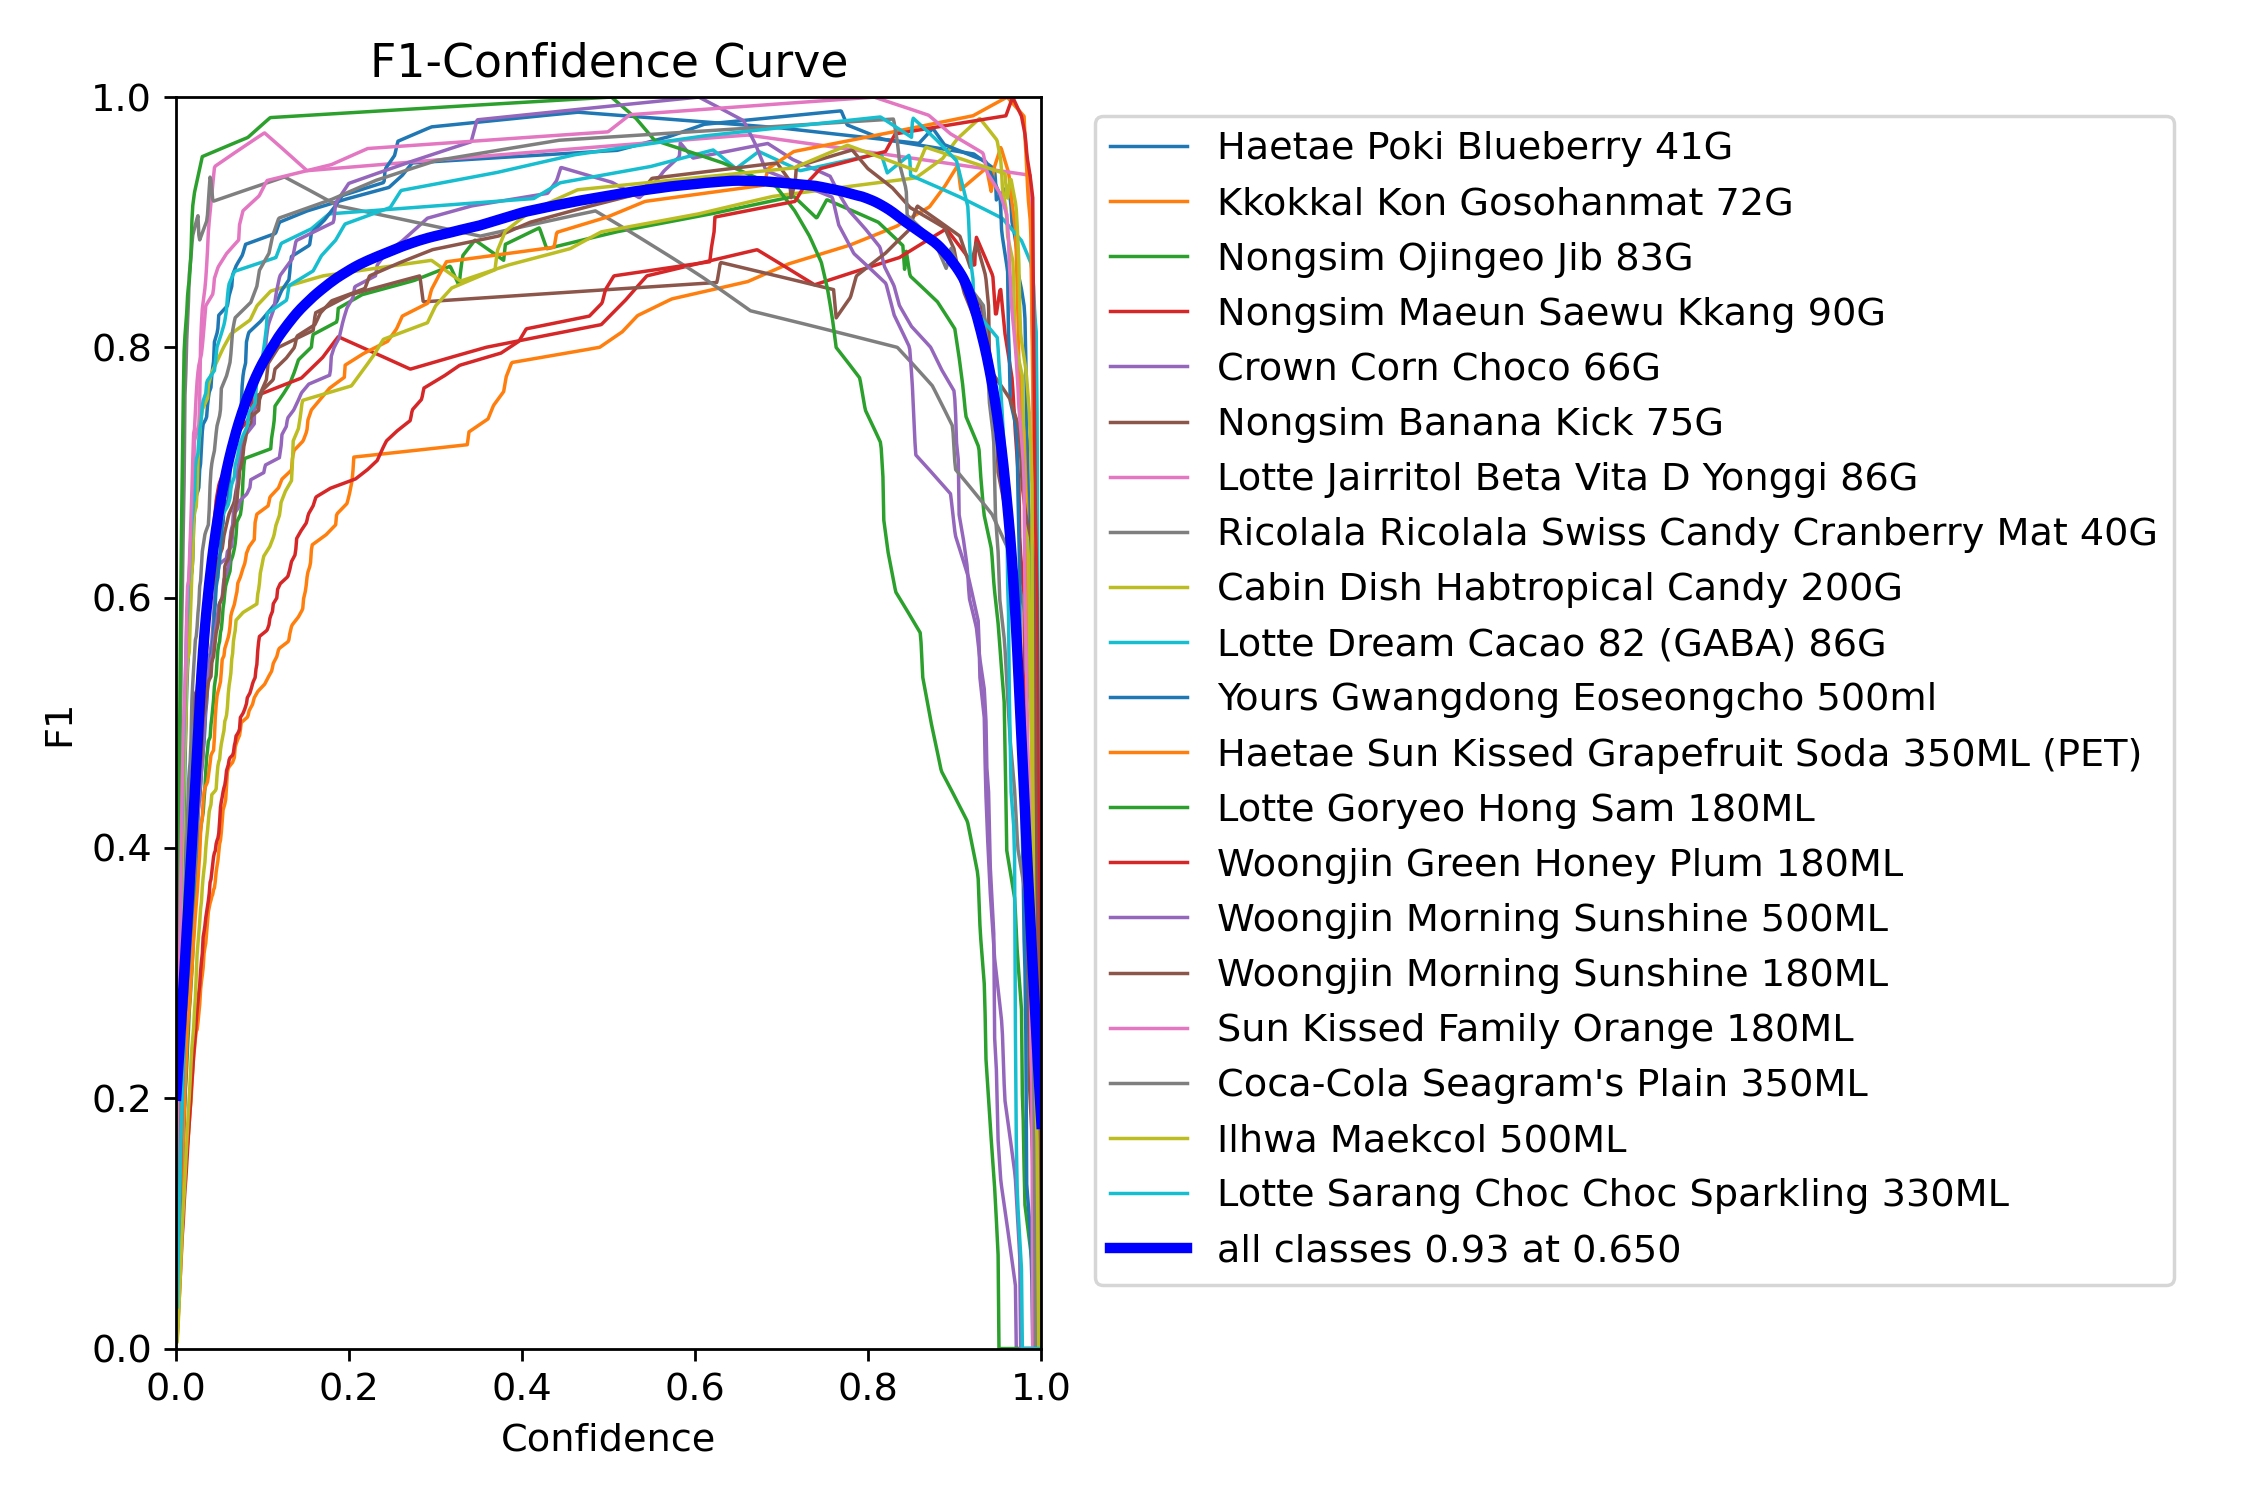 F1-Confidence Curve
1.0
0.8
0.6
0.4
0.2
0.0
F1
0.0 0.2 0.4 0.6 0.8 1.0
Confidence
Haetae Poki Blueberry 41G
Kkokkal Kon Gosohanmat 72G
Nongsim Ojingeo Jib 83G
Nongsim Maeun Saewu Kkang 90G
Crown Corn Choco 66G
Nongsim Banana Kick 75G
Lotte Jairritol Beta Vita D Yonggi 86G
Ricolala Ricolala Swiss Candy Cranberry Mat 40G
Cabin Dish Habtropical Candy 200G
Lotte Dream Cacao 82 (GABA) 86G
Yours Gwangdong Eoseongcho 500ml
Haetae Sun Kissed Grapefruit Soda 350ML (PET)
Lotte Goryeo Hong Sam 180ML
Woongjin Green Honey Plum 180ML
Woongjin Morning Sunshine 500ML
Woongjin Morning Sunshine 180ML
Sun Kissed Family Orange 180ML
Coca-Cola Seagram's Plain 350ML
Ilhwa Maekcol 500ML
Lotte Sarang Choc Choc Sparkling 330ML
all classes 0.93 at 0.650